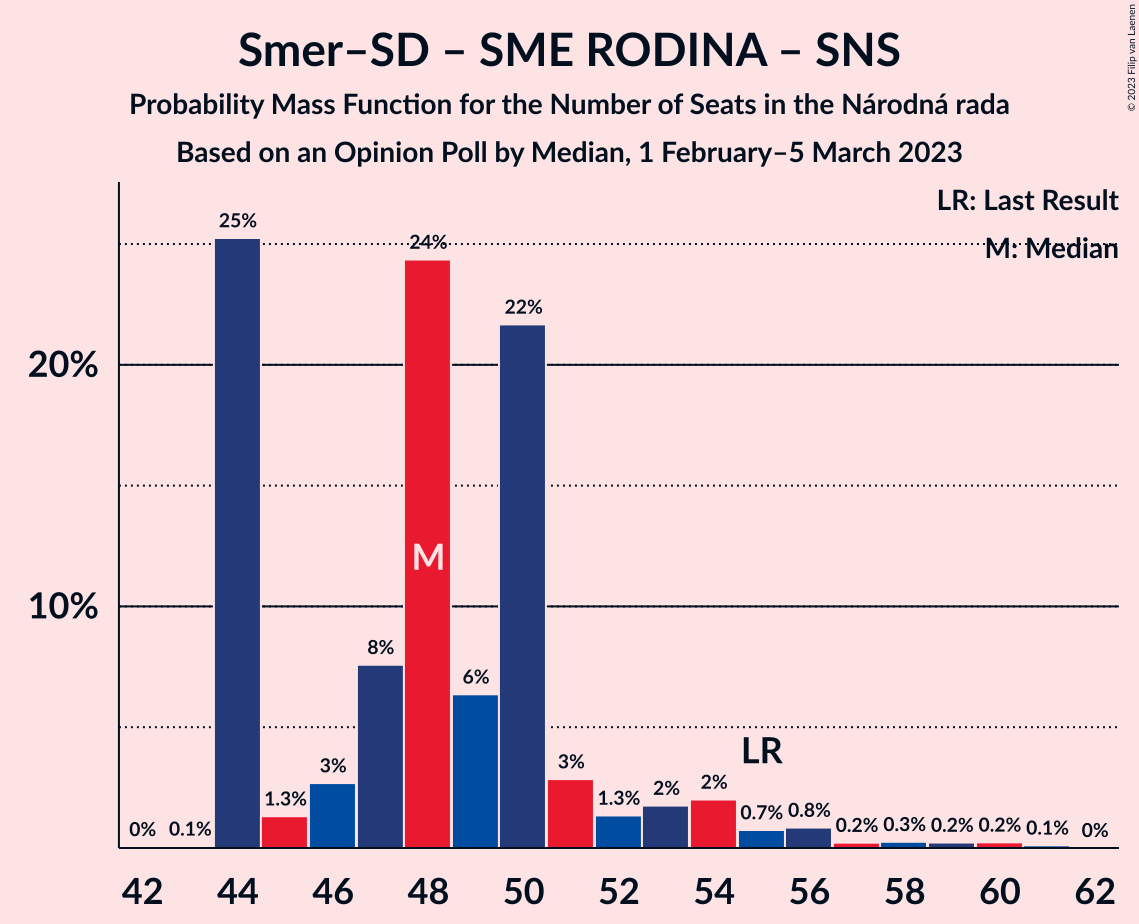 Smer–SD – SME RODINA – SNS
Probability Mass Function for the Number of Seats in the Národná rada
Based on an Opinion Poll by Median, 1 February–5 March 2023
© 2023 Filip van Laenen
LR: Last Result
M: Median
25%
24%
22%
20%
M
10%
8%
6%
LR
3%
3%
2%
2%
1.3%
1.3%
0.7%
0.8%
0%
0.1%
0.2%
0.3%
0.2%
0.2%
0.1%
0%
42 44 46 48 50 52 54 56 58 60 62